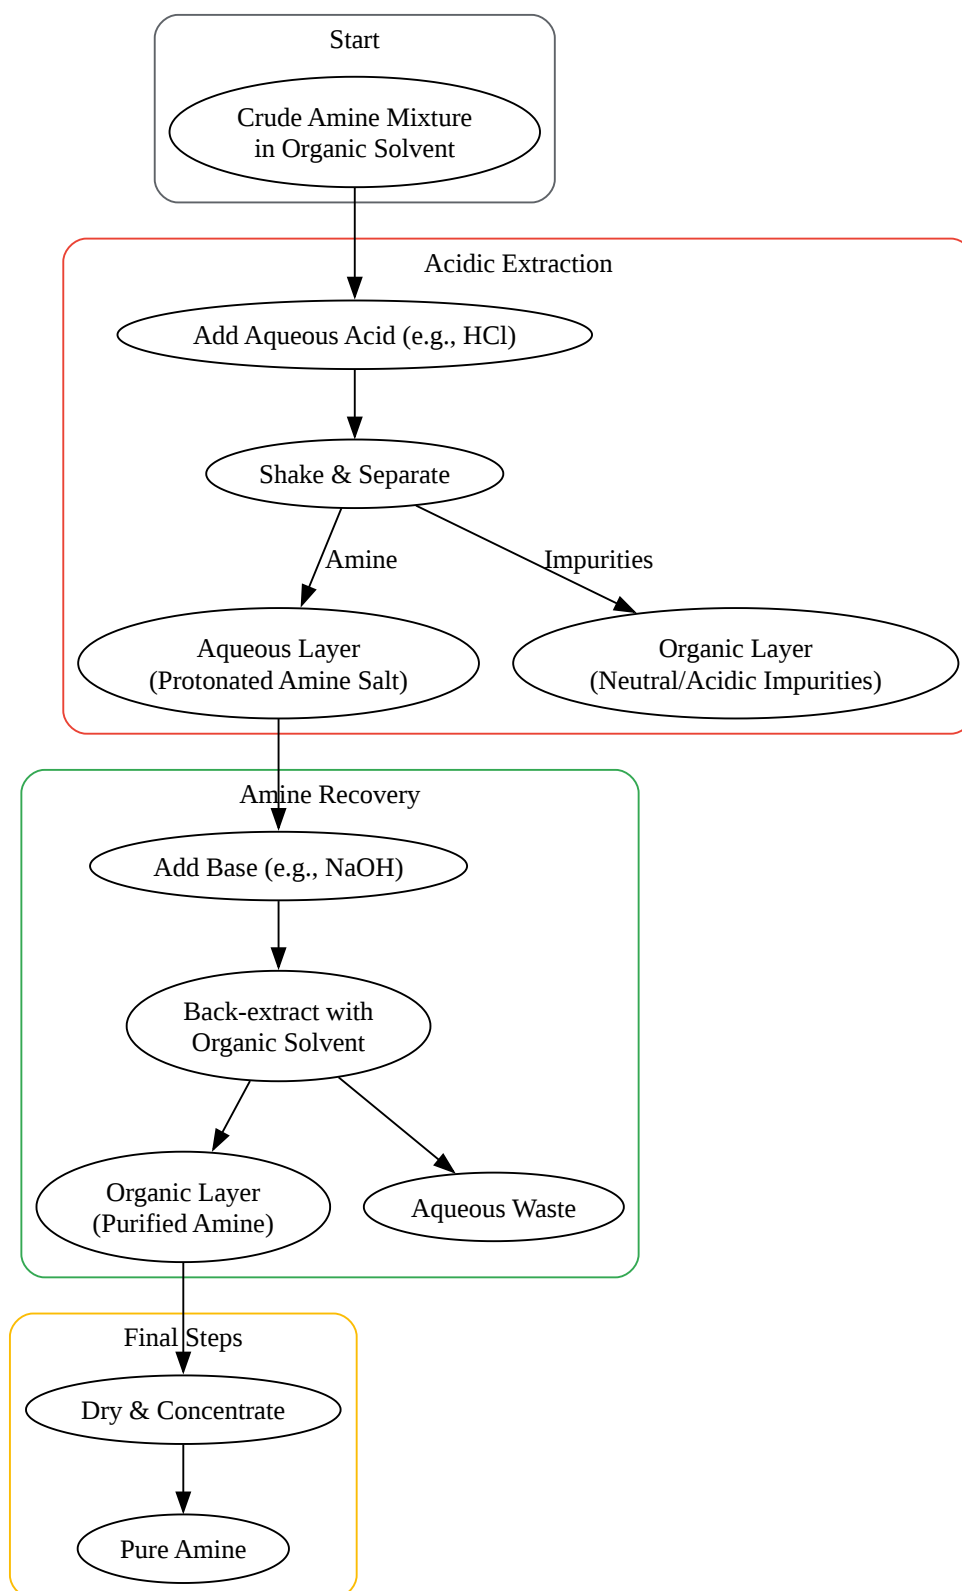 Start
Crude Amine Mixture
in Organic Solvent
Acidic Extraction
Add Aqueous Acid (e.g., HCl)
Shake & Separate
Amine
Impurities
Aqueous Layer
(Protonated Amine Salt)
Organic Layer
(Neutral/Acidic Impurities)
Amine Recovery
Add Base (e.g., NaOH)
Back-extract with
Organic Solvent
Organic Layer
(Purified Amine)
Aqueous Waste
Final Steps
Dry & Concentrate
Pure Amine